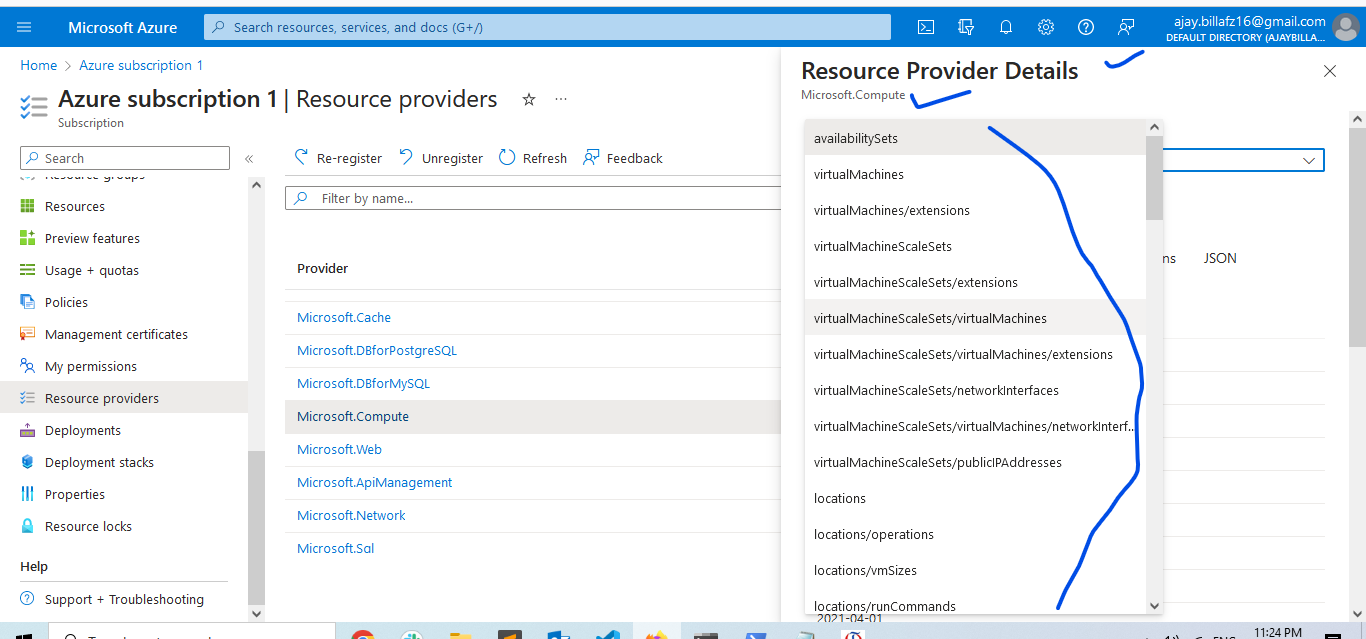 Microsoft Azure
Search resources, services, and docs (G+/)
ajay.billafz16@gmail.com
DEFAULT DIRECTORY (AJAYBILLA...
Home > Azure subscription 1
Azure subscription 1 | Resource providers
Subscription
Search
Resource groups
Resources
Preview features
Usage + quotas
Policies
Management certificates
My permissions
Resource providers
Deployments
Deployment stacks
Properties
Resource locks
Help
Support + Troubleshooting
Re-register
Unregister
Refresh
Feedback
Filter by name...
Provider
Microsoft.Cache
Microsoft.DBforPostgreSQL
Microsoft.DBforMySQL
Microsoft.Compute
Microsoft.Web
Microsoft.ApiManagement
Microsoft.Network
Microsoft.Sql
Resource Provider Details
Microsoft.Compute
availabilitySets
virtualMachines
virtualMachines/extensions
virtualMachineScaleSets
virtualMachineScaleSets/extensions
virtualMachineScaleSets/virtualMachines
virtualMachineScaleSets/virtualMachines/extensions
virtualMachineScaleSets/networkInterfaces
virtualMachineScaleSets/virtualMachines/networkInterf...
virtualMachineScaleSets/publicIPAddresses
locations
locations/operations
locations/vmSizes
locations/runCommands
ns
JSON
2021-04-01
ENG
11:24 PM